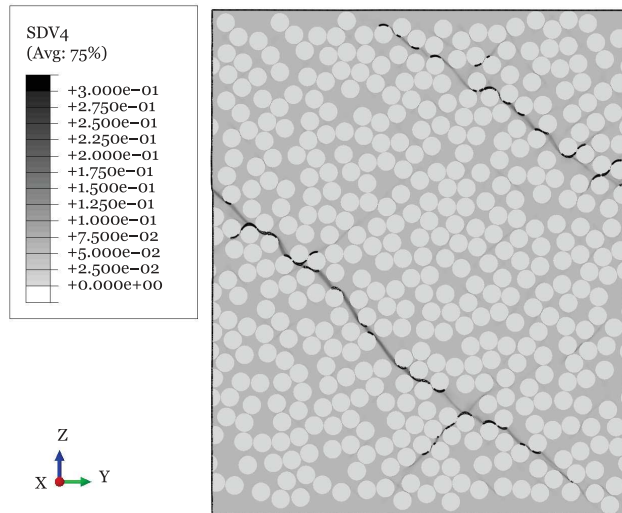 SDV4
(Avg: 75%)
+3.000e-01
+2.750e-01
+2.500e-01
+2.250e-01
+2.000e-01
+1.750e-01
+1.500e-01
+1.250e-01
+1.000e-01
+7.500e-02
+5.000e-02
+2.500e-02
+0.000e+00
Z
X
Y